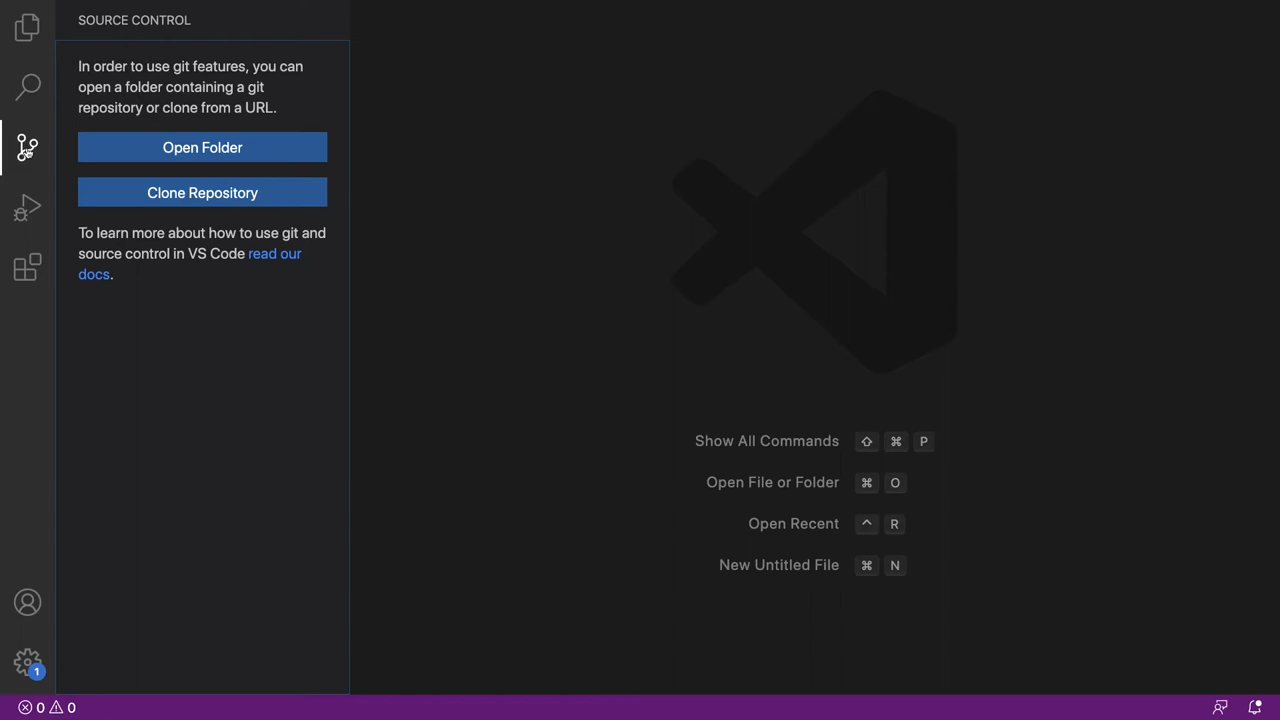 SOURCE CONTROL
In order to use git features, you can
open a folder containing a git
repository or clone from a URL.
Open Folder
Clone Repository
To learn more about how to use git and
source control in VS Code read our
docs.
Show All Commands ⇧ ⌘ P
Open File or Folder ⌘ O
Open Recent ^ R
New Untitled File ⌘ N
1
0 0